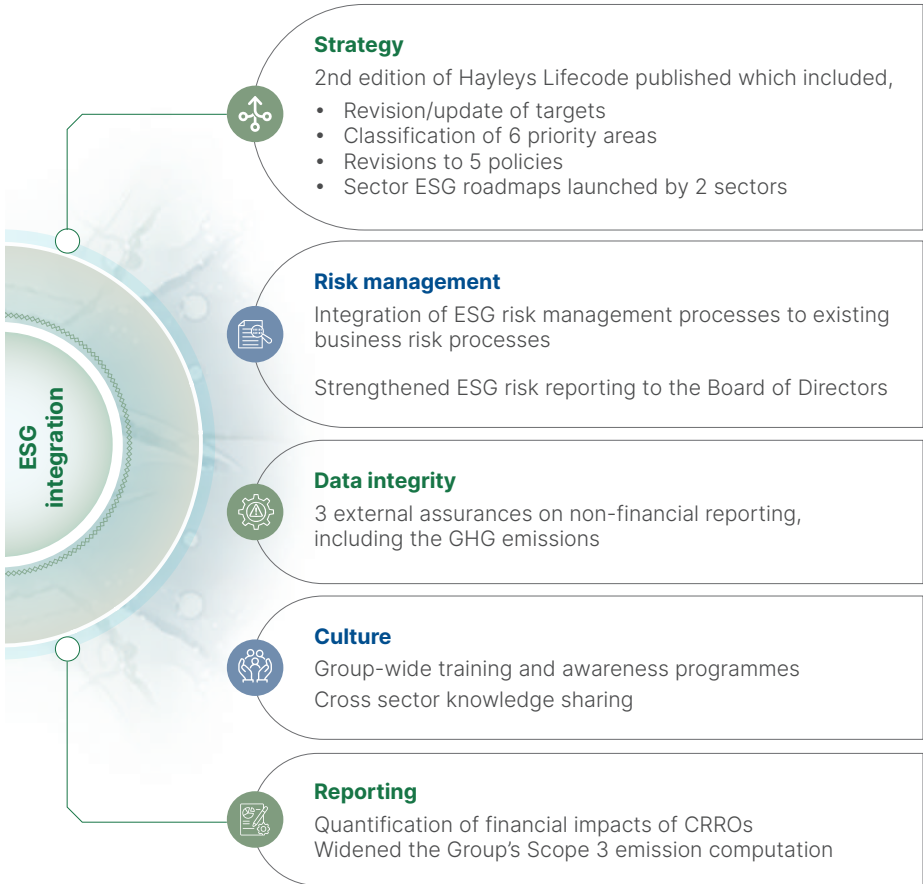 ESG
integration
Strategy
2nd edition of Hayleys Lifecode published which included,
• Revision/update of targets
• Classification of 6 priority areas
• Revisions to 5 policies
• Sector ESG roadmaps launched by 2 sectors
Risk management
Integration of ESG risk management processes to existing
business risk processes
Strengthened ESG risk reporting to the Board of Directors
Data integrity
3 external assurances on non-financial reporting,
including the GHG emissions
Culture
Group-wide training and awareness programmes
Cross sector knowledge sharing
Reporting
Quantification of financial impacts of CRROs
Widened the Group's Scope 3 emission computation